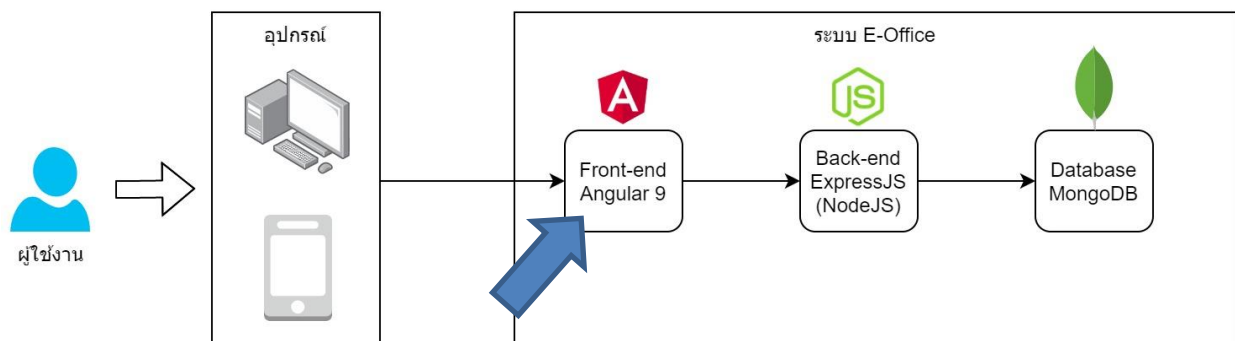 อุปกรณ์
ระบบ E-Office
A
JS
Front-end
Angular 9
Back-end
ExpressJS
(NodeJS)
Database
MongoDB
ผู้ใช้งาน